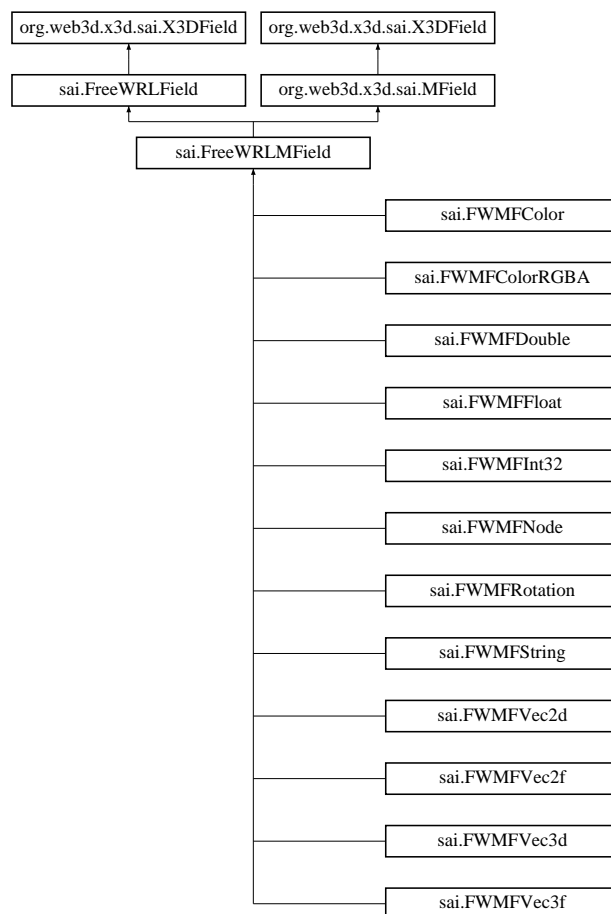 org.web3d.x3d.sai.X3DField
org.web3d.x3d.sai.X3DField
sai.FreeWRLField
org.web3d.x3d.sai.MField
sai.FreeWRLMField
sai.FWMFColor
sai.FWMFColorRGBA
sai.FWMFDouble
sai.FWMFFloat
sai.FWMFInt32
sai.FWMFNode
sai.FWMFRotation
sai.FWMFString
sai.FWMFVec2d
sai.FWMFVec2f
sai.FWMFVec3d
sai.FWMFVec3f